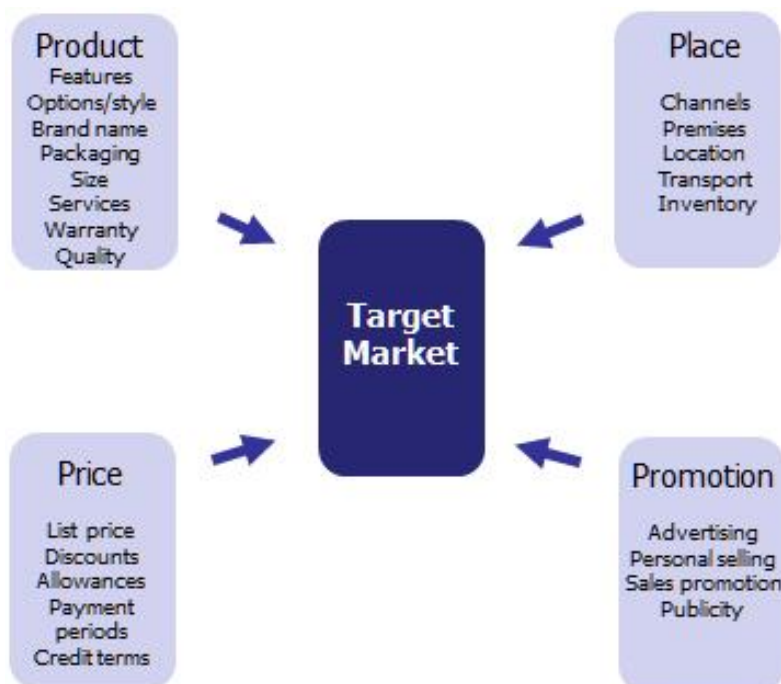 Product
Features
Options/style
Brand name
Packaging
Size
Services
Warranty
Quality
Place
Channels
Premises
Location
Transport
Inventory
Target
Market
Price
List price
Discounts
Allowances
Payment
periods
Credit terms
Promotion
Advertising
Personal selling
Sales promotion
Publicity